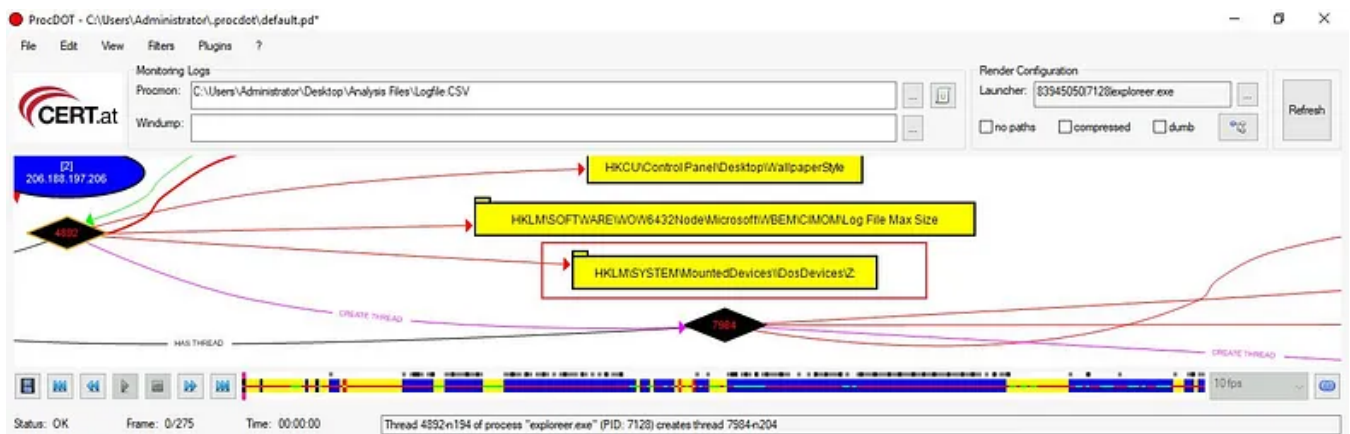 ProcDOT - C:\Users\Administrator\.procdot\default.pd*
File Edit View Filters Plugins ?
Monitoring Logs
Procmon: C:\Users\Administrator\Desktop\Analysis Files\Logfile.CSV ...
Windump: ...
Render Configuration
Launcher: 83945050|7128|exploreer.exe ...
no paths compressed dumb
Refresh
CERT.at
[2]
206.188.197.206
HKCU\Control Panel\Desktop\WallpaperStyle
4892
HKLM\SOFTWARE\WOW6432Node\Microsoft\WBEM\CIMOM\Log File Max Size
HKLM\SYSTEM\MountedDevices\\DosDevices\Z:
CREATE THREAD
7984
HAS THREAD
CREATE THREAD
10 fps
Status: OK Frame: 0/275 Time: 00:00:00 Thread 4892-n194 of process "exploreer.exe" (PID: 7128) creates thread 7984-n204